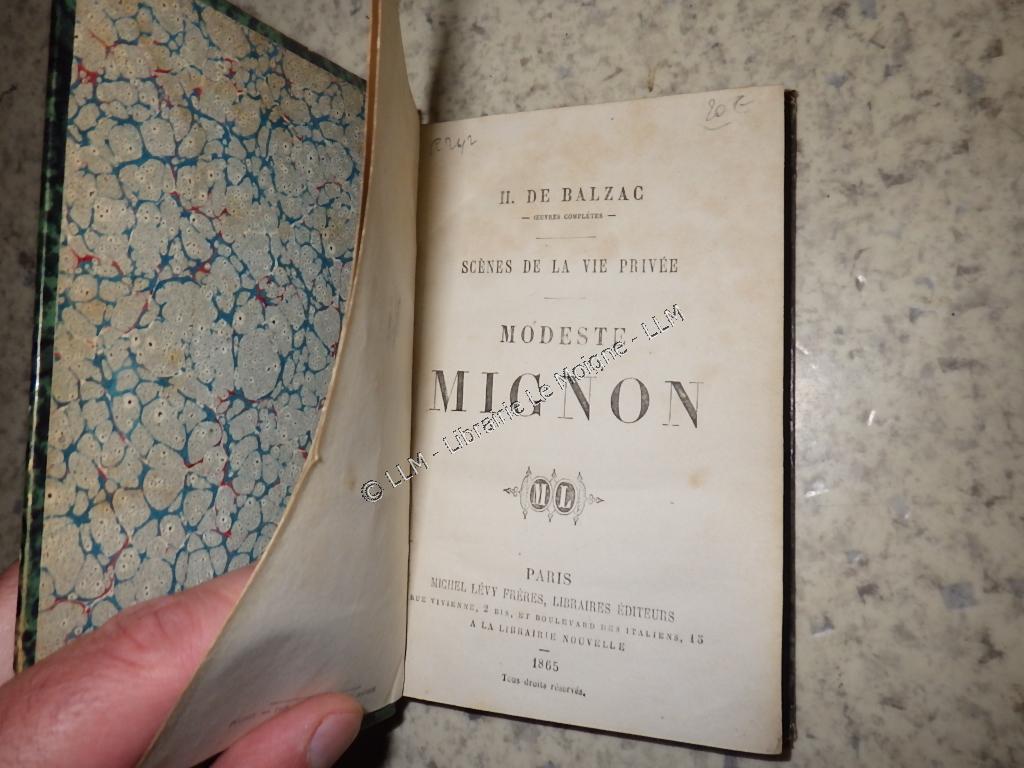 20 €
H. DE BALZAC
— ŒUVRES COMPLÈTES —
SCÈNES DE LA VIE PRIVÉE
MODESTE
MIGNON
ML
PARIS
MICHEL LÉVY FRÈRES, LIBRAIRES ÉDITEURS
RUE VIVIENNE, 2 BIS, ET BOULEVARD DES ITALIENS, 15
A LA LIBRAIRIE NOUVELLE
—
1865
Tous droits réservés.
© LLM - Librairie Le Moigne - LLM